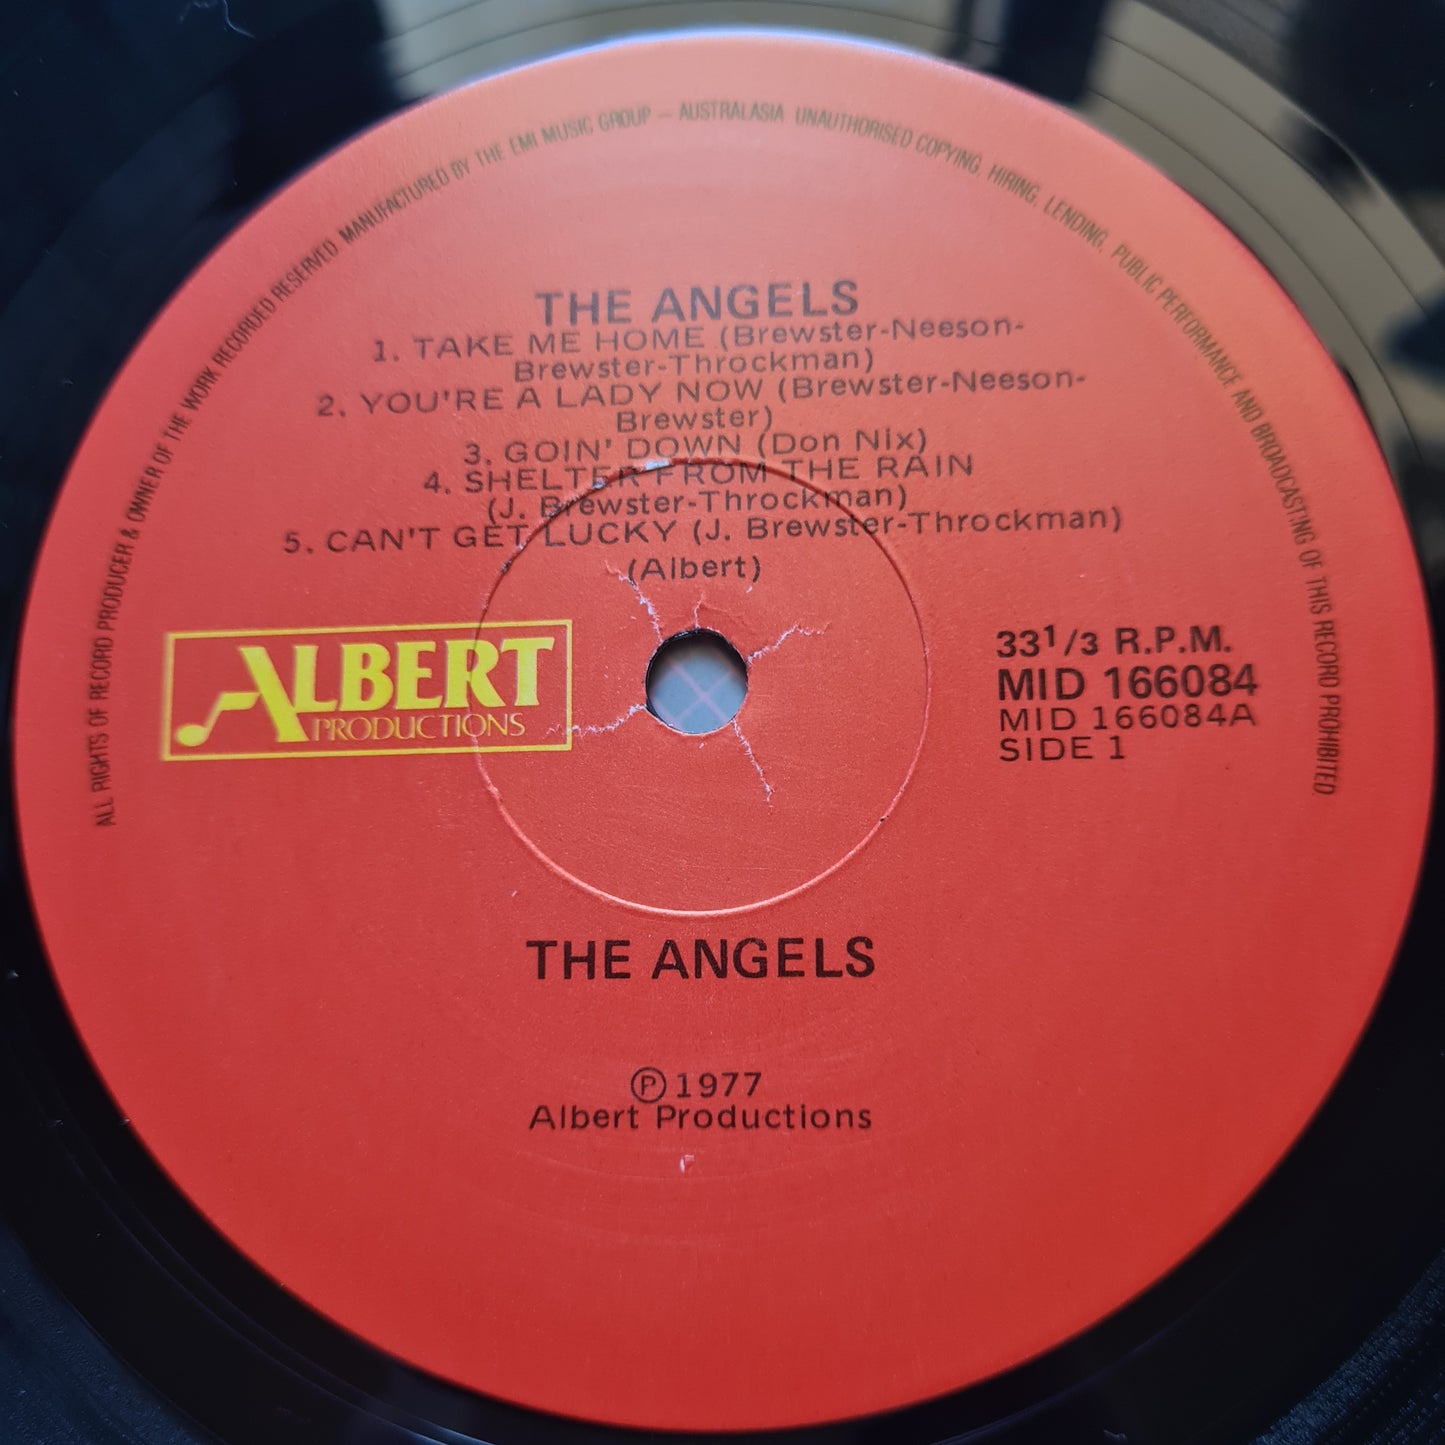 ALL RIGHTS OF RECORD PRODUCER & OWNER OF THE WORK RECORDED RESERVED MANUFACTURED BY THE EMI MUSIC GROUP – AUSTRALASIA UNAUTHORISED COPYING, HIRING, LENDING, PUBLIC PERFORMANCE AND BROADCASTING OF THIS RECORD PROHIBITED.
THE ANGELS
1. TAKE ME HOME (Brewster-Neeson-
Brewster-Throckman)
2. YOU'RE A LADY NOW (Brewster-Neeson-
Brewster)
3. GOIN' DOWN (Don Nix)
4. SHELTER FROM THE RAIN
(J. Brewster-Throckman)
5. CAN'T GET LUCKY (J. Brewster-Throckman)
(Albert)
ALBERT
PRODUCTIONS
33 1/3 R.P.M.
MID 166084
MID 166084A
SIDE 1
THE ANGELS
Ⓟ 1977
Albert Productions